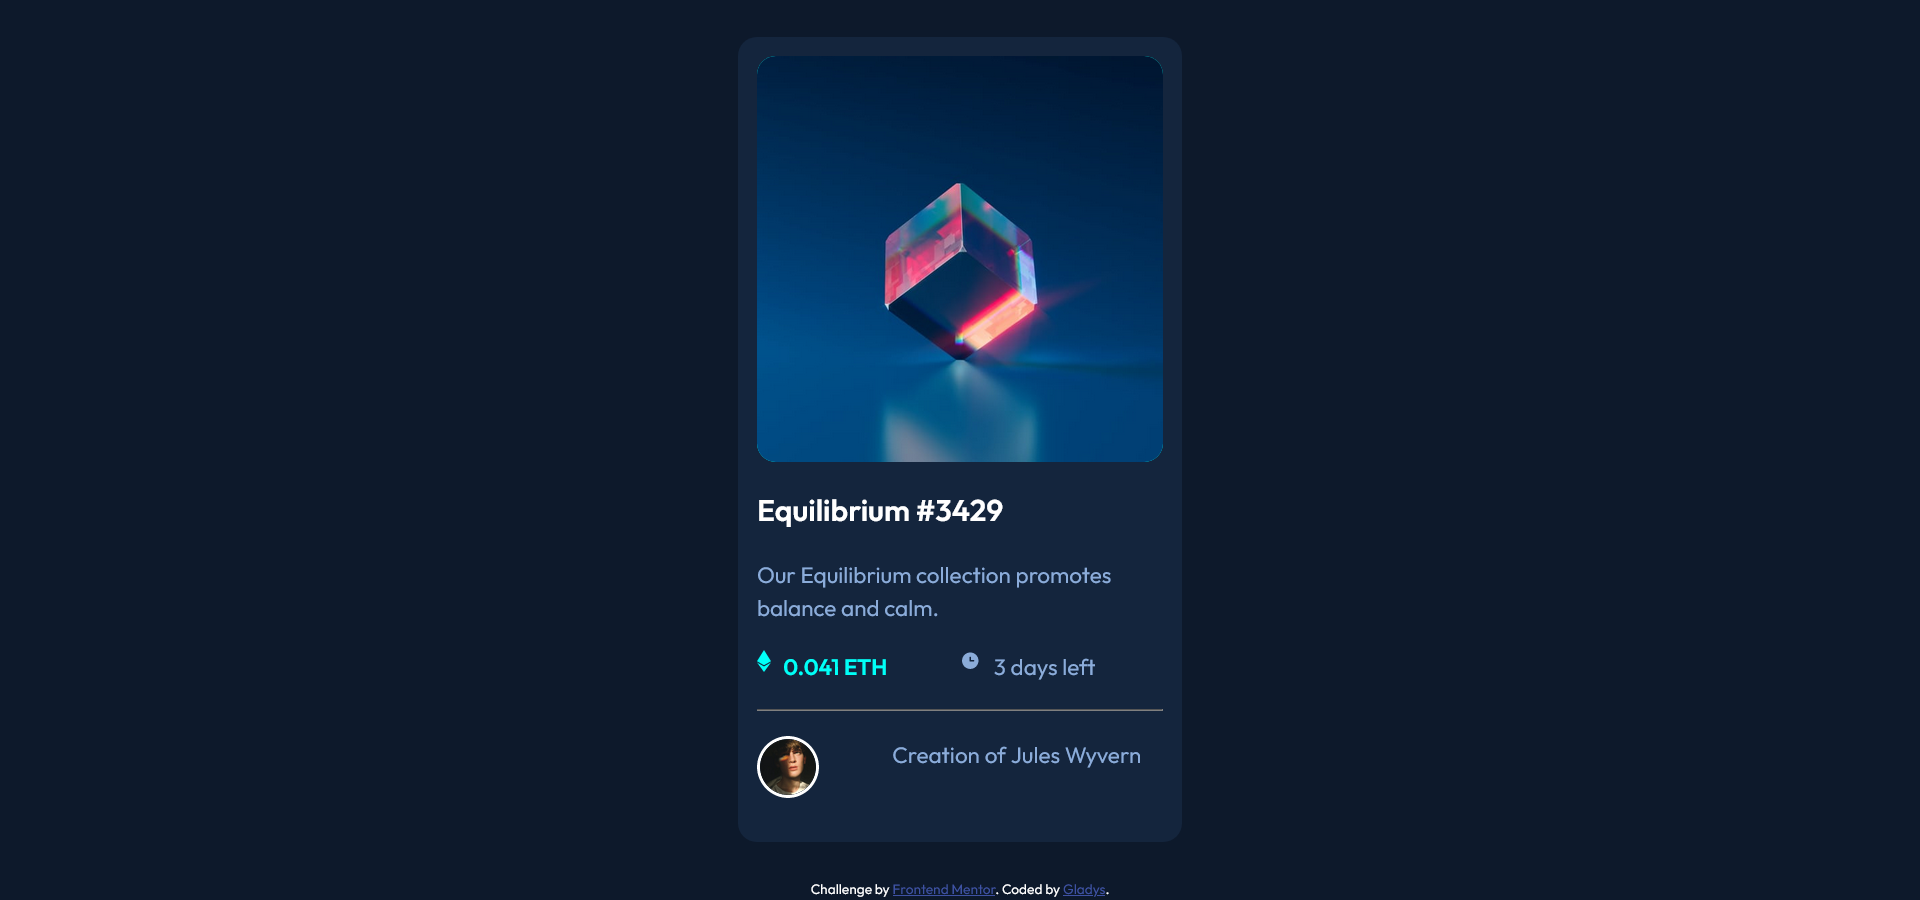 Equilibrium #3429
Our Equilibrium collection promotes
balance and calm.
0.041 ETH
3 days left
Creation of Jules Wyvern
Challenge by Frontend Mentor. Coded by Gladys.